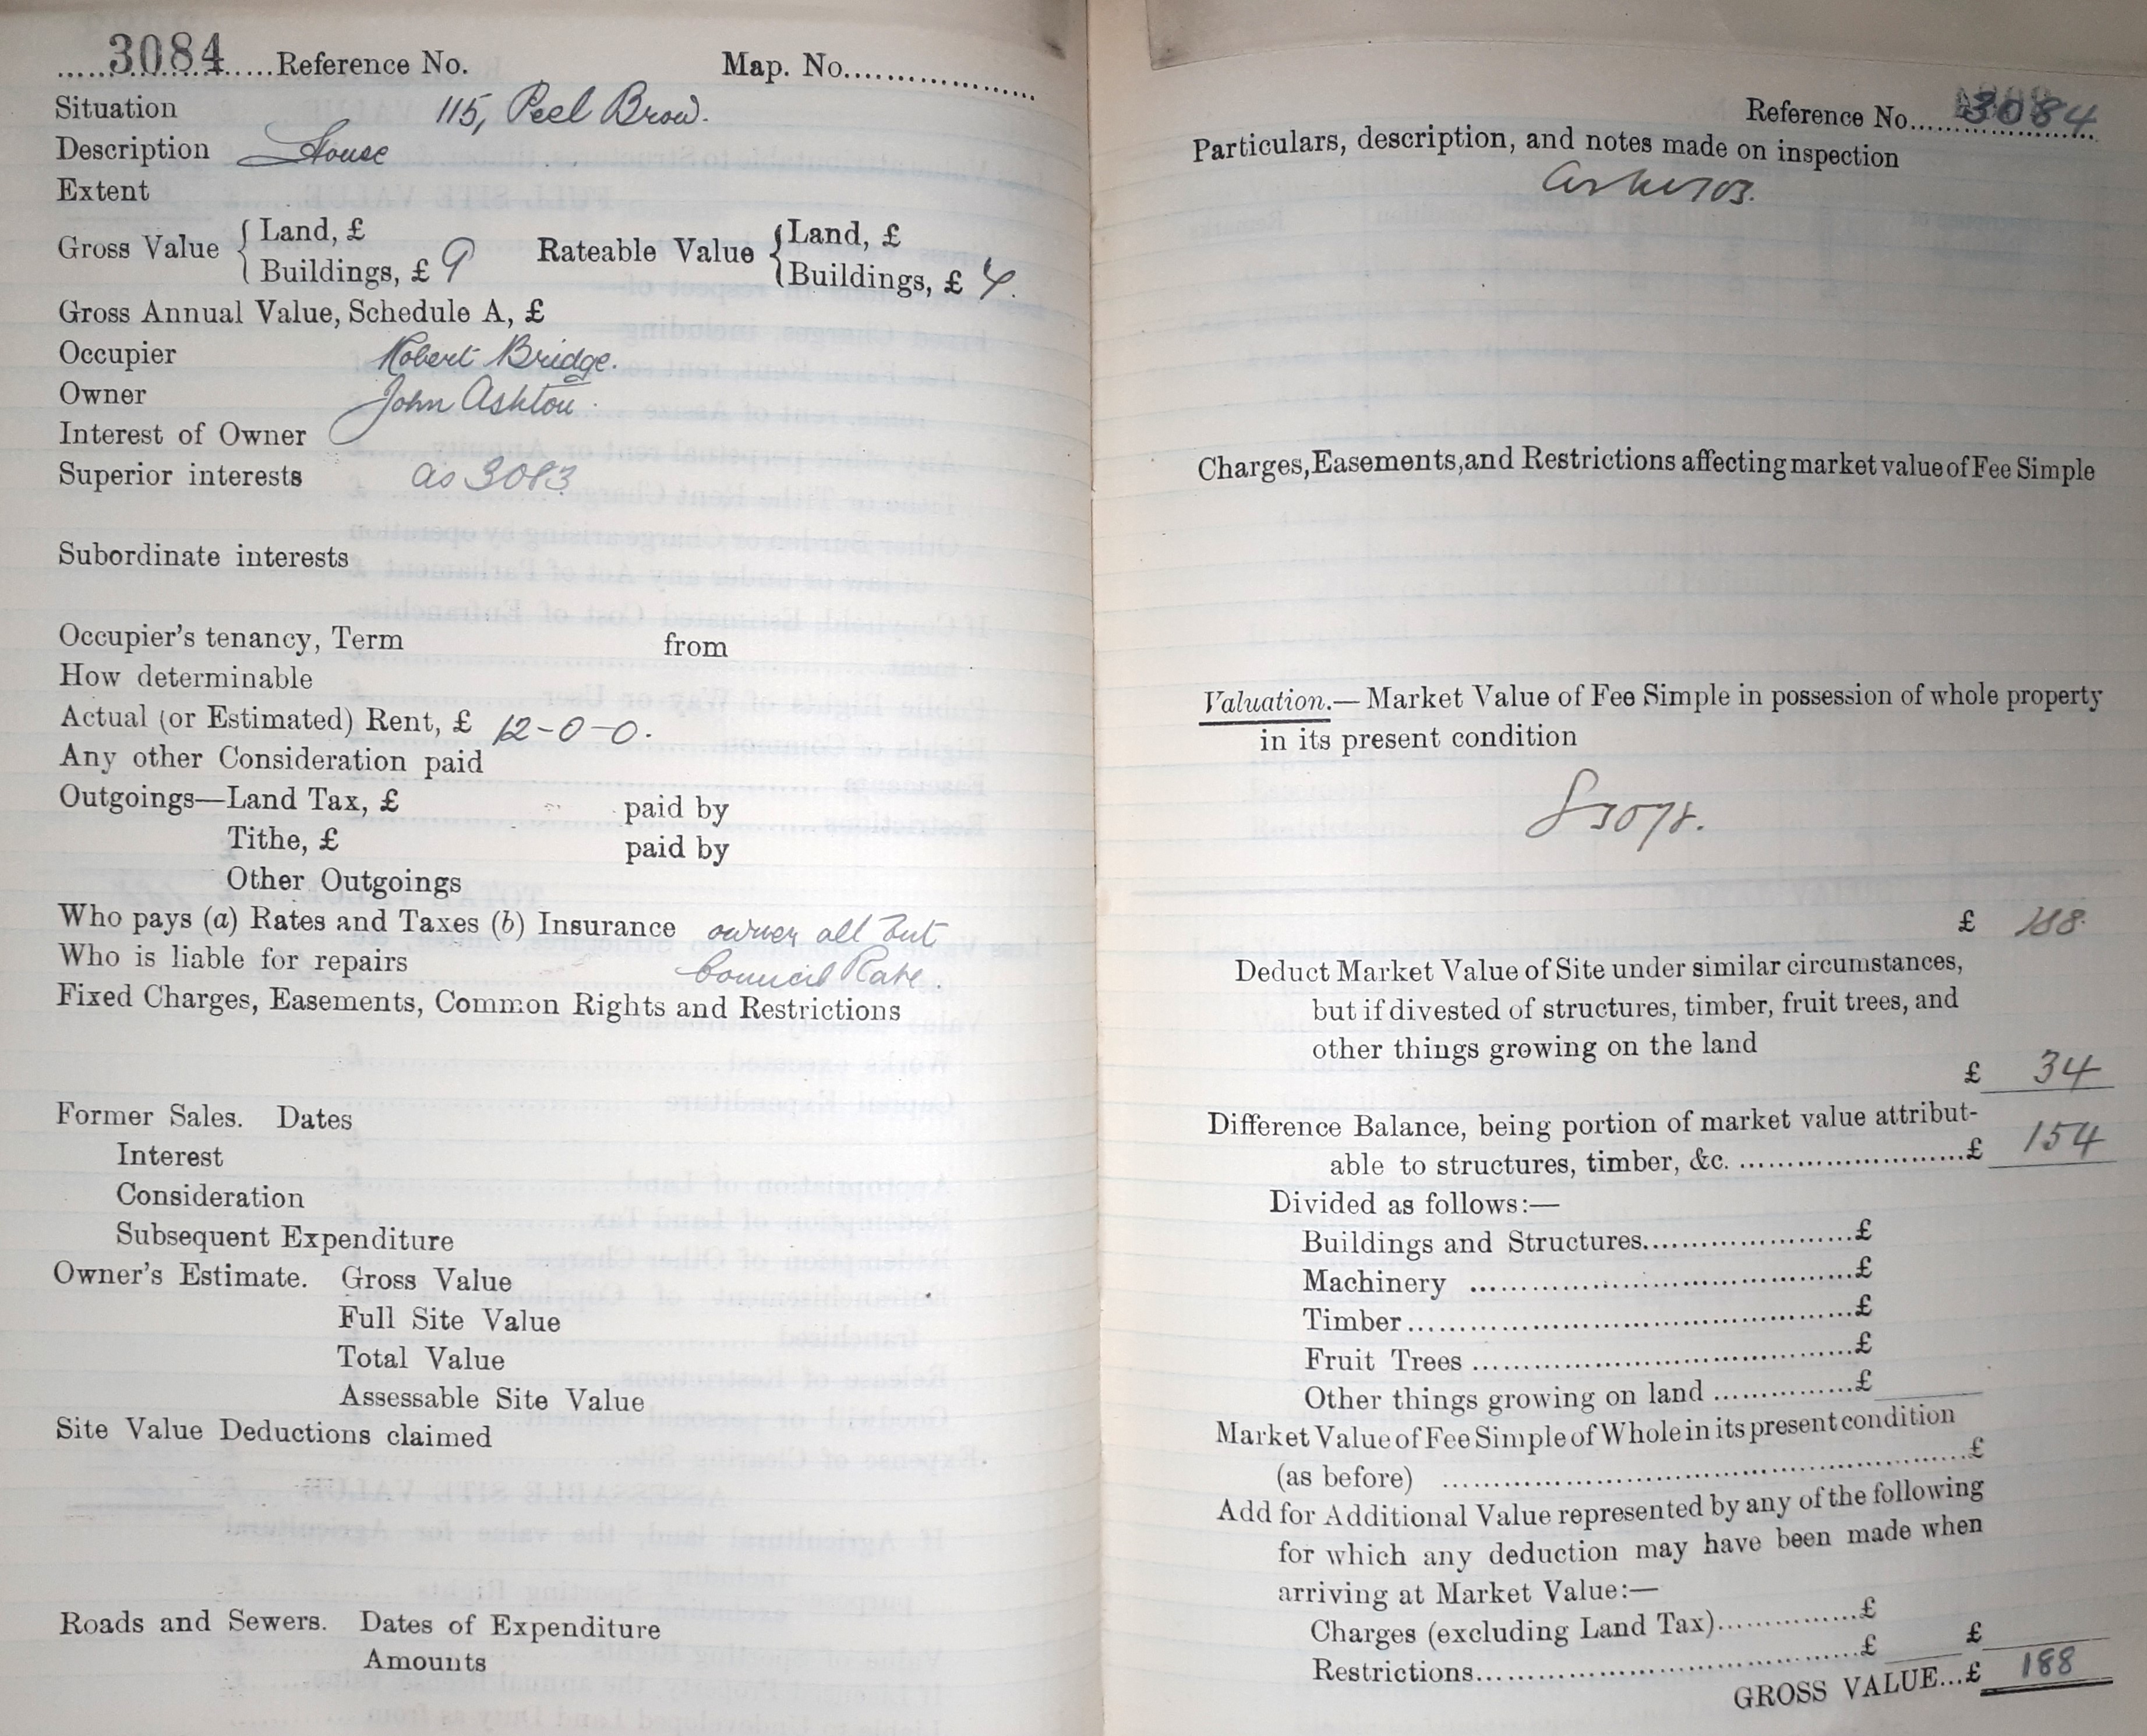 3084 Reference No. Map. No.
Situation 115, Peel Brow.
Description House
Extent
Gross Value { Land, £ Rateable Value { Land, £
Buildings, £ 9 Buildings, £
Gross Annual Value, Schedule A, £
Occupier Robert Bridge.
Owner John Ashton.
Interest of Owner
Superior interests as 3083
Subordinate interests
Occupier's tenancy, Term from
How determinable
Actual (or Estimated) Rent, £ 12-0-0.
Any other Consideration paid
Outgoings—Land Tax, £ paid by
Tithe, £ paid by
Other Outgoings
Who pays (a) Rates and Taxes (b) Insurance owner all but
Who is liable for repairs Council Rate.
Fixed Charges, Easements, Common Rights and Restrictions
Former Sales. Dates
Interest
Consideration
Subsequent Expenditure
Owner's Estimate. Gross Value
Full Site Value
Total Value
Assessable Site Value
Site Value Deductions claimed
Roads and Sewers. Dates of Expenditure
Amounts
Reference No. 3084
Particulars, description, and notes made on inspection
Charges, Easements, and Restrictions affecting market value of Fee Simple
Valuation.—Market Value of Fee Simple in possession of whole property
in its present condition
£ 188
Deduct Market Value of Site under similar circumstances,
but if divested of structures, timber, fruit trees, and
other things growing on the land
£ 34
Difference Balance, being portion of market value attribut-
able to structures, timber, &c. £ 154
Divided as follows:—
Buildings and Structures £
Machinery £
Timber £
Fruit Trees £
Other things growing on land £
Market Value of Fee Simple of Whole in its present condition
(as before) £
Add for Additional Value represented by any of the following
for which any deduction may have been made when
arriving at Market Value:—
Charges (excluding Land Tax) £
Restrictions £ £
GROSS VALUE...£ 188